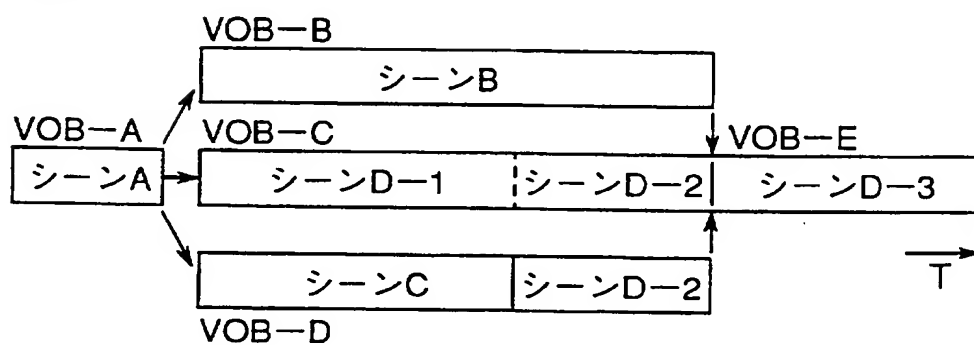 VOB—B
シーンB
VOB—A
VOB—C
VOB—E
シーンA
シーンD—1
シーンD—2
シーンD—3
シーンC
シーンD—2
T
VOB—D